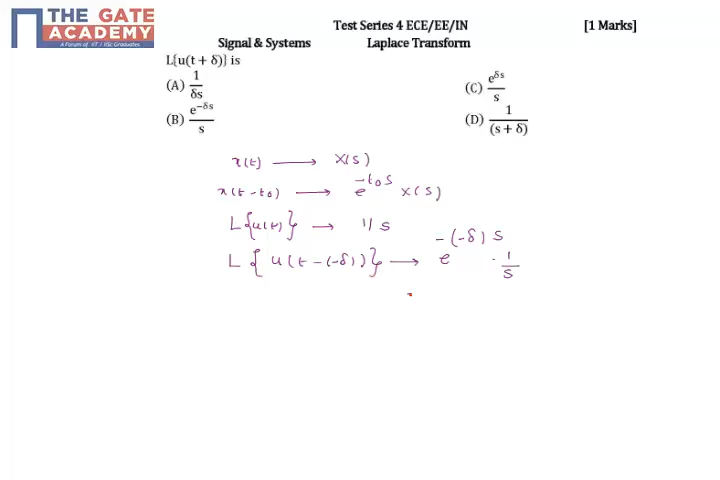 THE GATE ACADEMY
A Forum of IIT / IISc Graduates
Test Series 4 ECE/EE/IN [1 Marks]
Signal & Systems Laplace Transform
L{u(t + δ)} is
(A) 1/δs
(B) e^−δs/s
(C) e^δs/s
(D) 1/(s + δ)
x(t) ⟶ X(s)
x(t − t₀) ⟶ e^−t₀s X(s)
L{u(t)} → 1/s
L{u(t − (−δ))} ⟶ e^−(−δ)s · 1/s